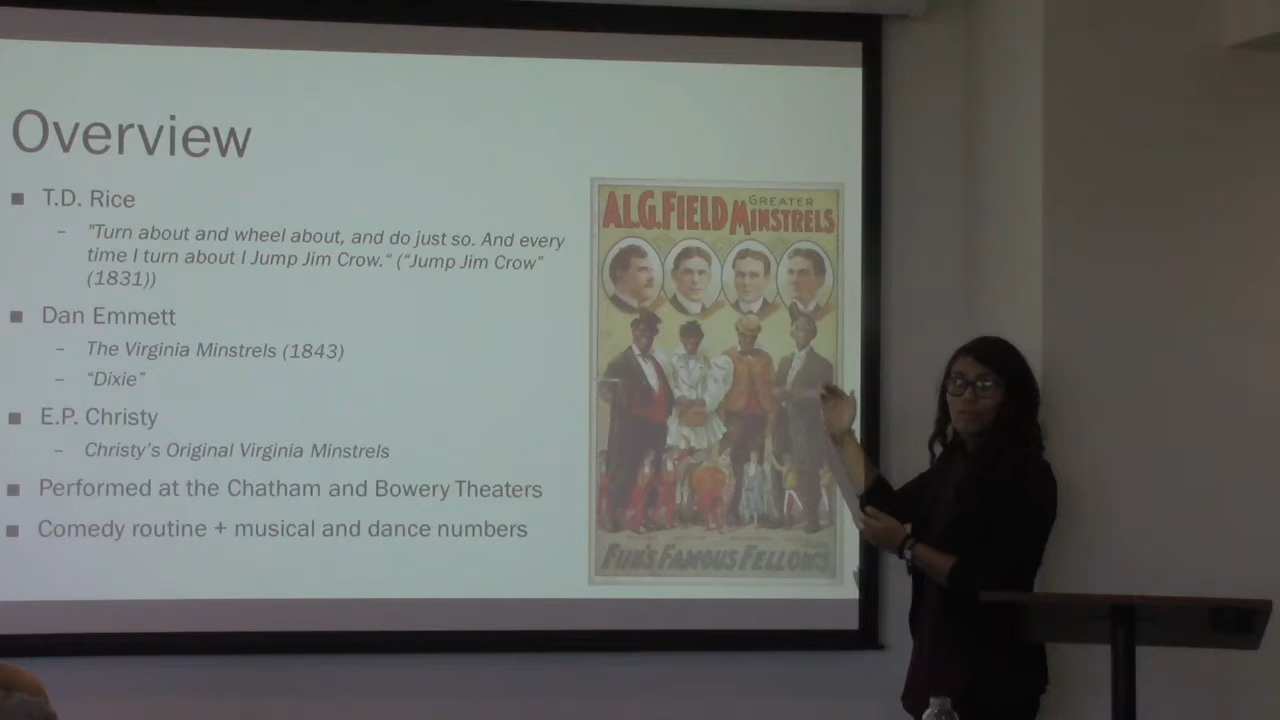 Overview
■ T.D. Rice
– "Turn about and wheel about, and do just so. And every
time I turn about I Jump Jim Crow." ("Jump Jim Crow"
(1831))
■ Dan Emmett
– The Virginia Minstrels (1843)
– "Dixie"
■ E.P. Christy
– Christy's Original Virginia Minstrels
■ Performed at the Chatham and Bowery Theaters
■ Comedy routine + musical and dance numbers
AL.G. FIELD GREATER MINSTRELS
FUN'S FAMOUS FELLOWS